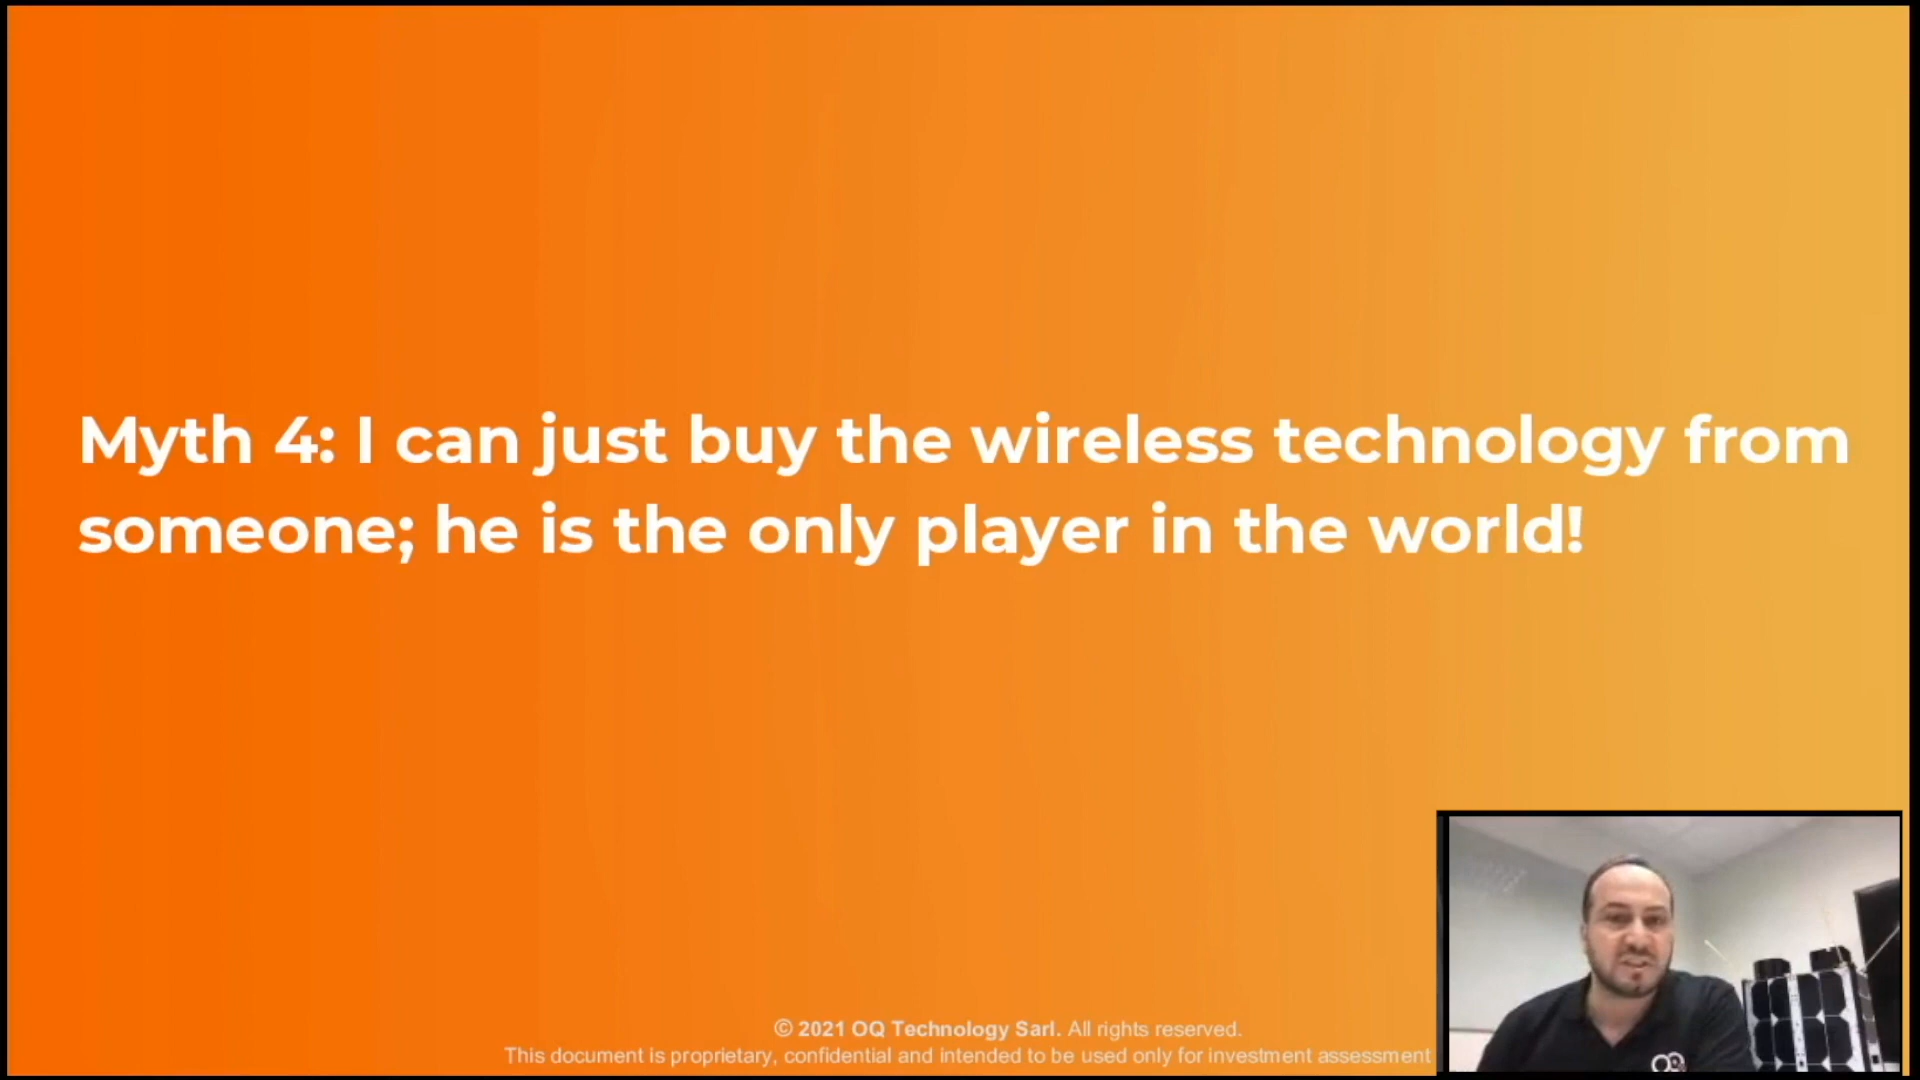 Myth 4: I can just buy the wireless technology from
someone; he is the only player in the world!
© 2021 OQ Technology Sarl. All rights reserved.
This document is proprietary, confidential and intended to be used only for investment assessment
OQ